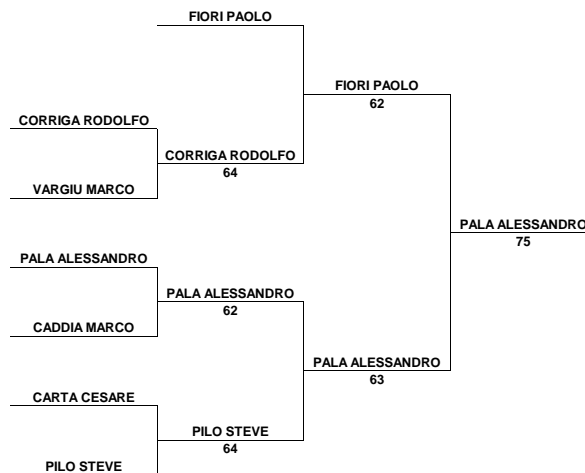 FIORI PAOLO
FIORI PAOLO
62
CORRIGA RODOLFO
CORRIGA RODOLFO
64
VARGIU MARCO
PALA ALESSANDRO
75
PALA ALESSANDRO
PALA ALESSANDRO
62
CADDIA MARCO
PALA ALESSANDRO
63
CARTA CESARE
PILO STEVE
64
PILO STEVE